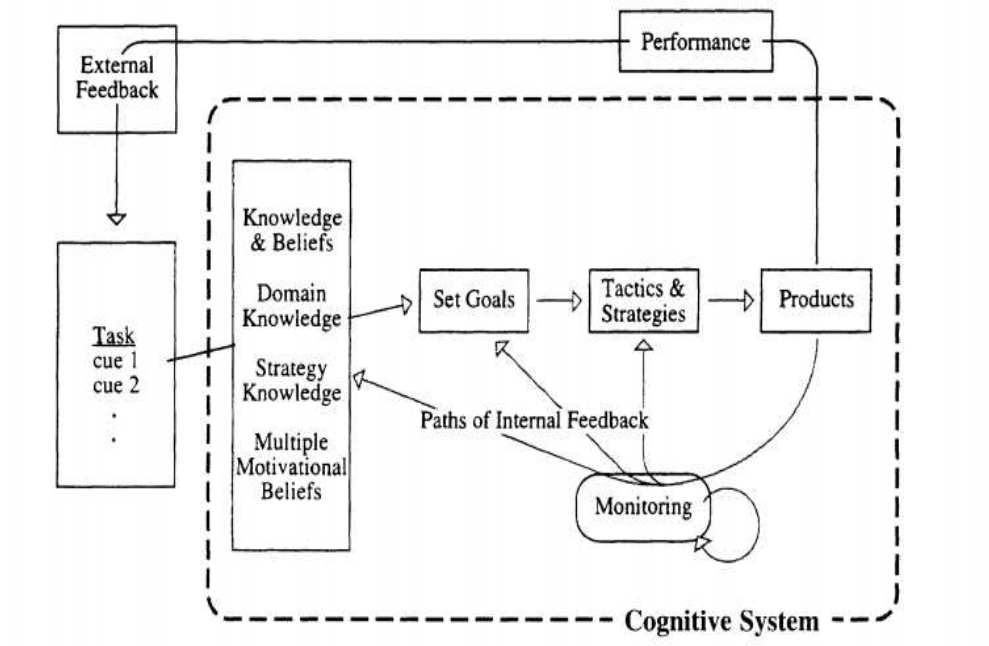 External
Feedback
Performance
Knowledge
& Beliefs
Domain
Knowledge
Strategy
Knowledge
Multiple
Motivational
Beliefs
Task
cue 1
cue 2
.
.
Set Goals
Tactics &
Strategies
Products
Paths of Internal Feedback
Monitoring
Cognitive System